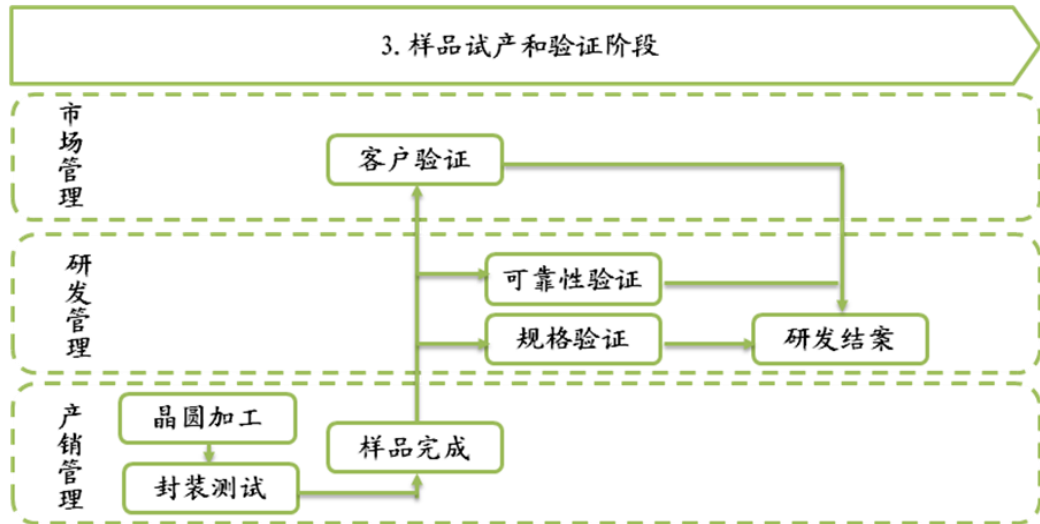 3. 样品试产和验证阶段
市场管理
客户验证
研发管理
可靠性验证
规格验证
研发结案
产销管理
晶圆加工
样品完成
封装测试